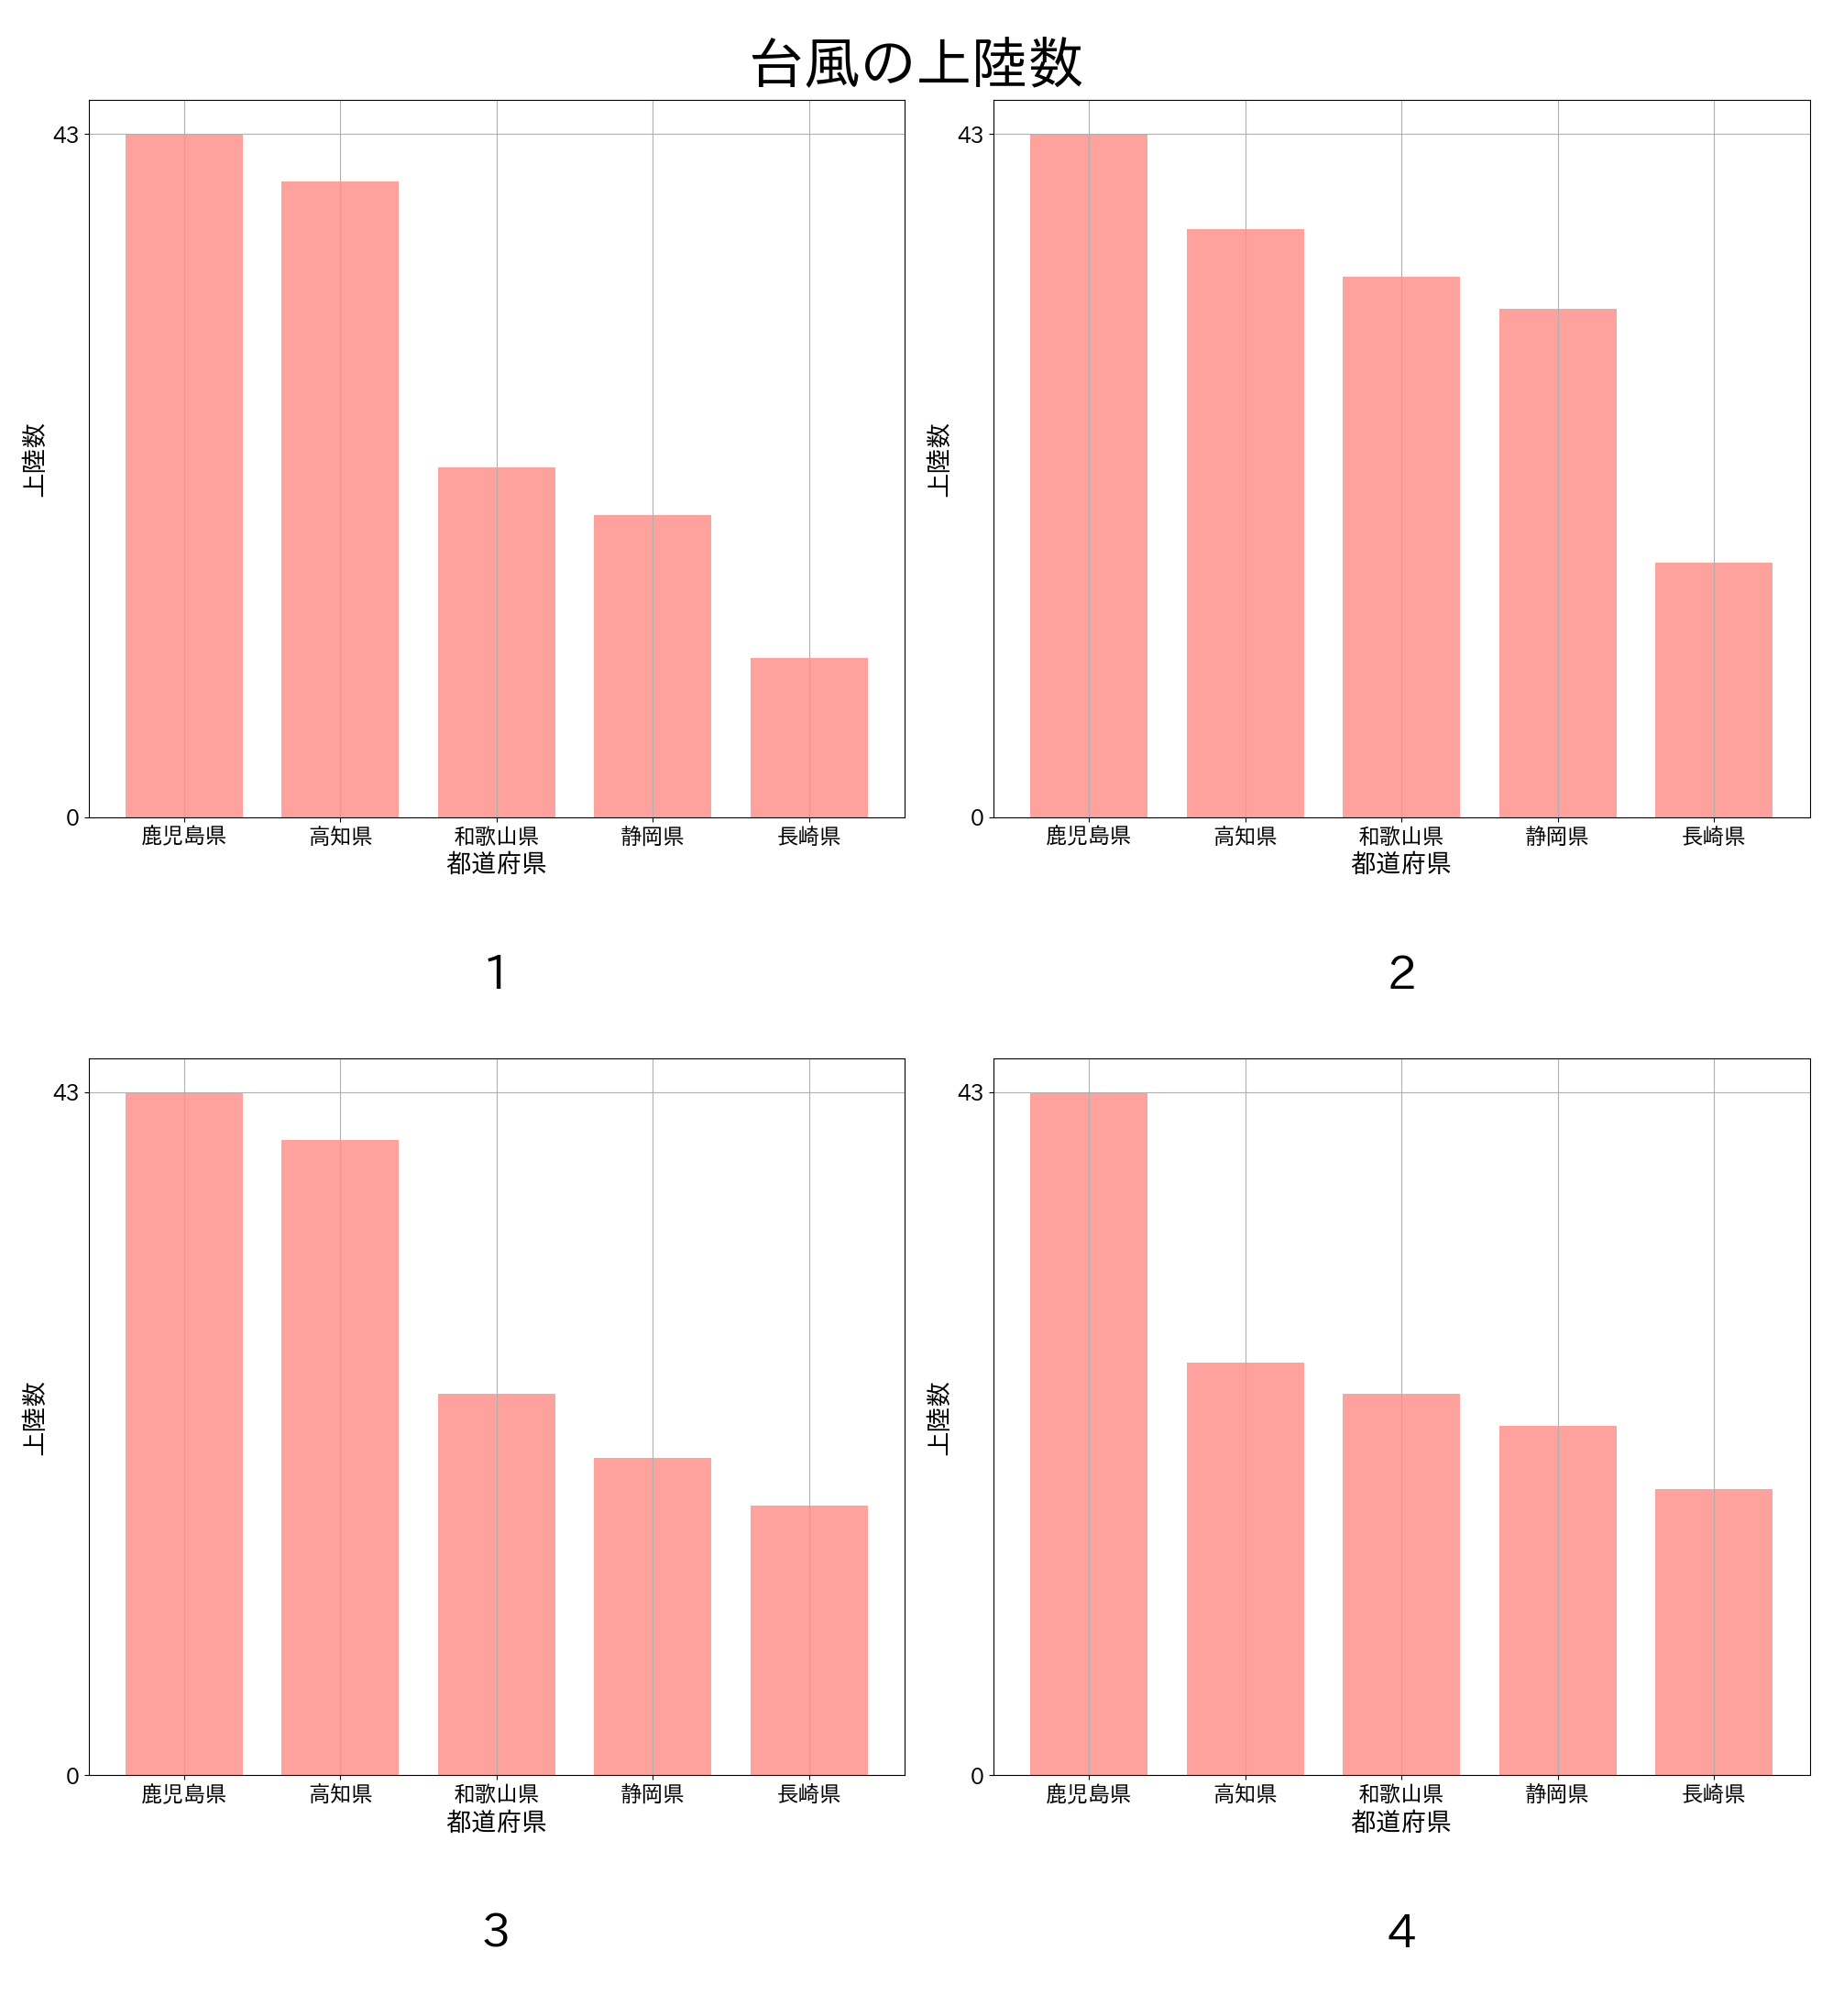 台風の上陸数
43
0
上陸数
鹿児島県 高知県 和歌山県 静岡県 長崎県
都道府県
1
43
0
上陸数
鹿児島県 高知県 和歌山県 静岡県 長崎県
都道府県
2
43
0
上陸数
鹿児島県 高知県 和歌山県 静岡県 長崎県
都道府県
3
43
0
上陸数
鹿児島県 高知県 和歌山県 静岡県 長崎県
都道府県
4